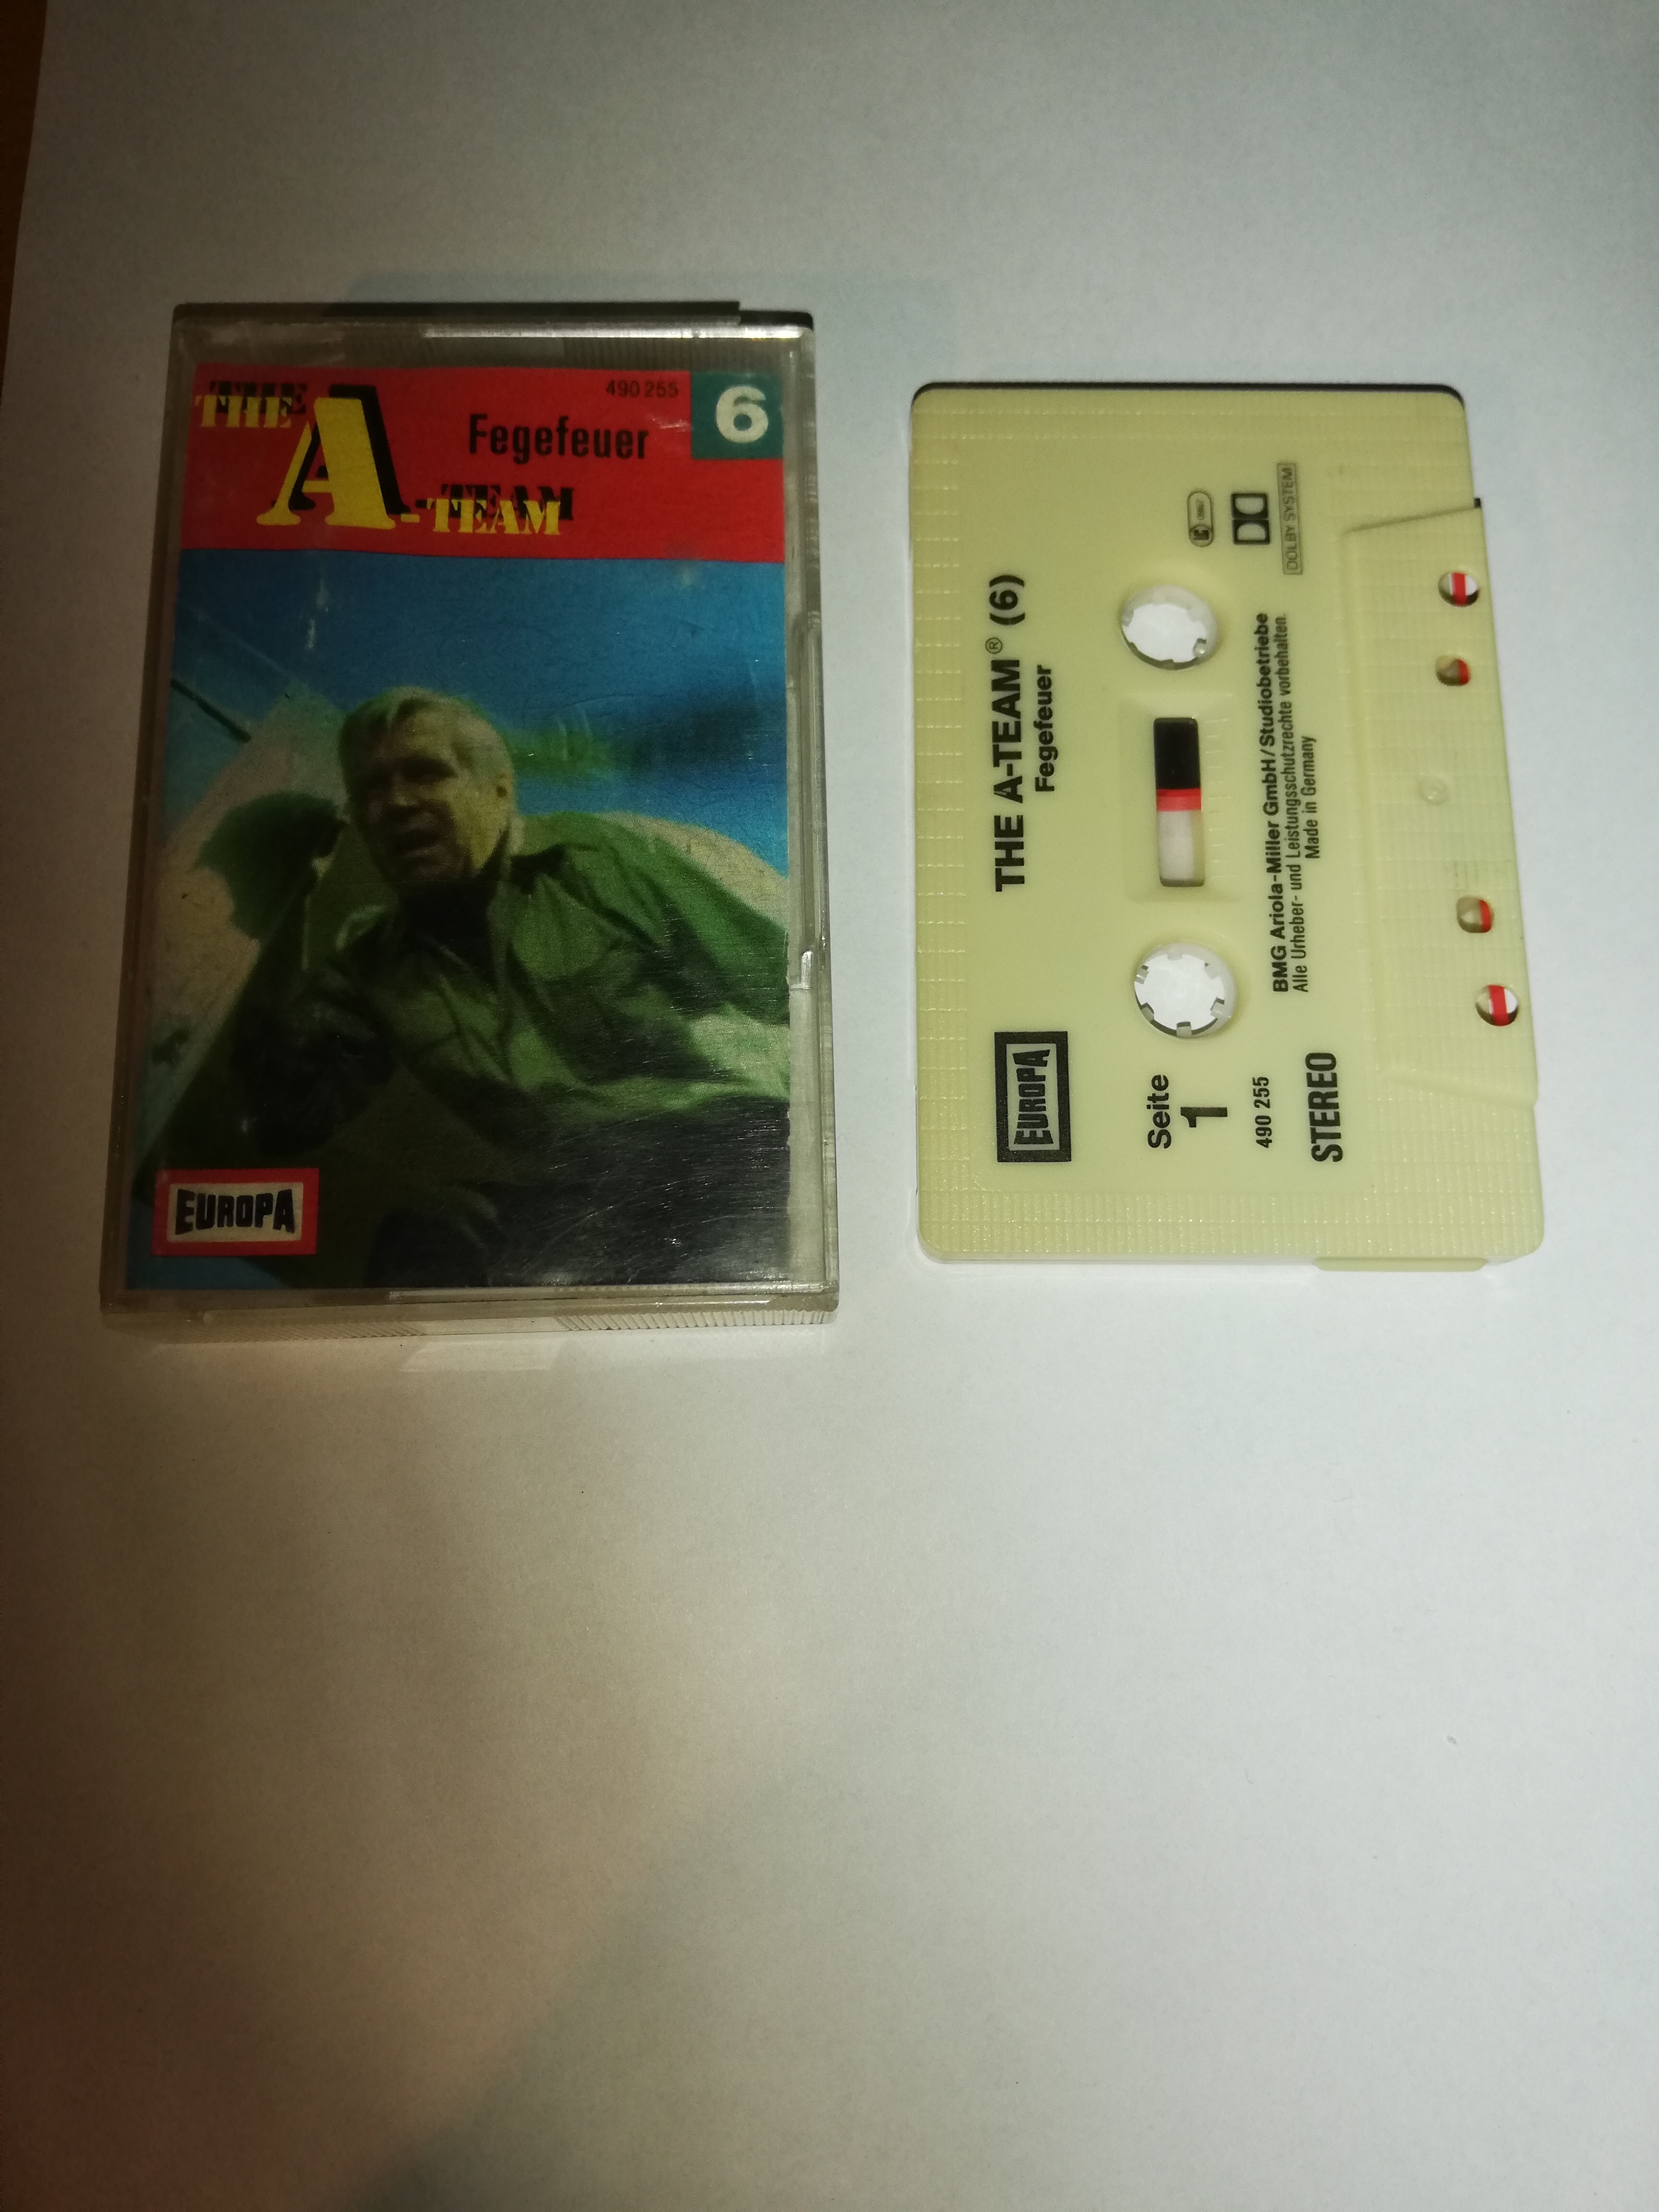 THE A-TEAM
490 255
6
Fegefeuer
EUROPA
THE A-TEAM® (6)
Fegefeuer
EUROPA
Seite
1
490 255
STEREO
DOLBY SYSTEM
BMG Ariola-Miller GmbH/Studiobetriebe
Alle Urheber- und Leistungsschutzrechte vorbehalten.
Made in Germany